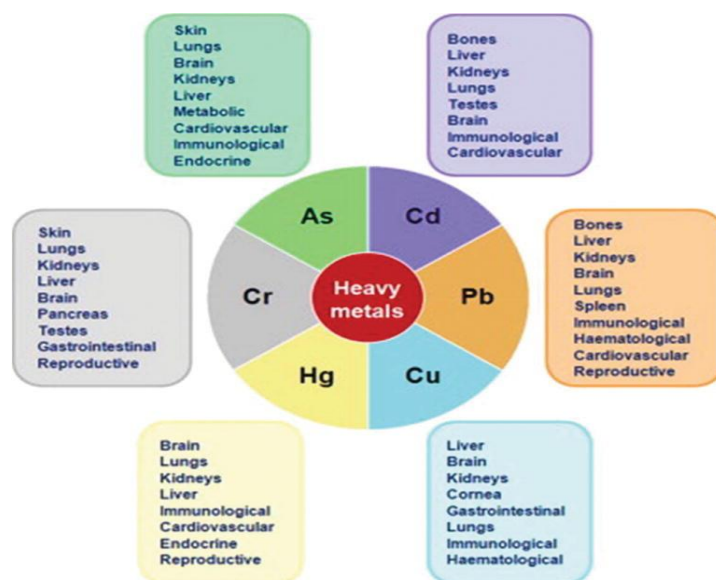 Skin
Lungs
Brain
Kidneys
Liver
Metabolic
Cardiovascular
Immunological
Endocrine
Bones
Liver
Kidneys
Lungs
Testes
Brain
Immunological
Cardiovascular
As
Cd
Skin
Lungs
Kidneys
Liver
Brain
Pancreas
Testes
Gastrointestinal
Reproductive
Cr
Heavy
metals
Pb
Bones
Liver
Kidneys
Brain
Lungs
Spleen
Immunological
Haematological
Cardiovascular
Reproductive
Hg
Cu
Brain
Lungs
Kidneys
Liver
Immunological
Cardiovascular
Endocrine
Reproductive
Liver
Brain
Kidneys
Cornea
Gastrointestinal
Lungs
Immunological
Haematological